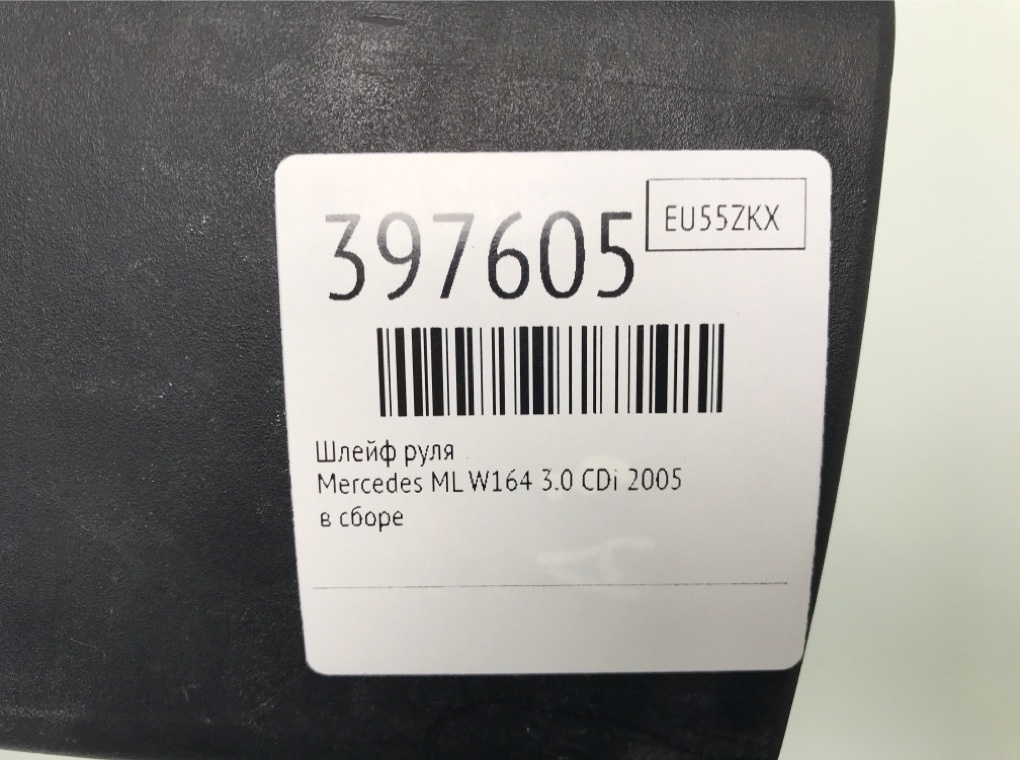 397605
EU55ZKX
Шлейф руля
Mercedes ML W164 3.0 CDi 2005
в сборе